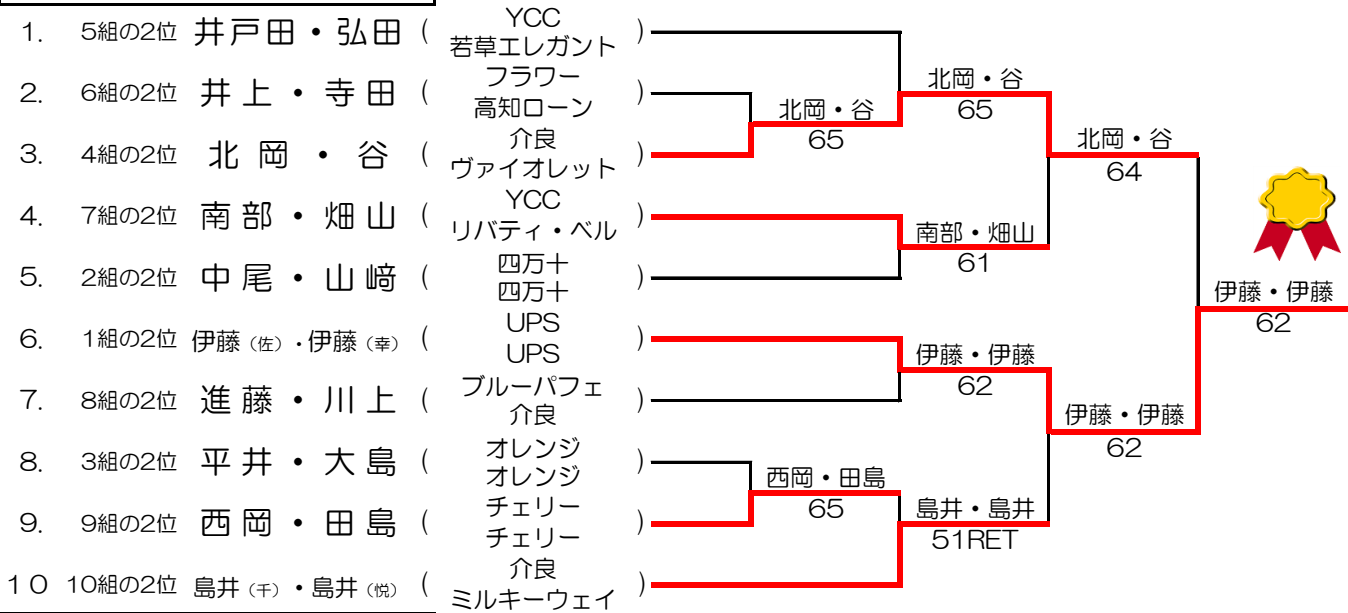 1. 5組の2位 井戸田・弘田 ( YCC 若草エレガント )
2. 6組の2位 井上・寺田 ( フラワー 高知ローン )
3. 4組の2位 北岡・谷 ( 介良 ヴァイオレット )
4. 7組の2位 南部・畑山 ( YCC リバティ・ベル )
5. 2組の2位 中尾・山﨑 ( 四万十 四万十 )
6. 1組の2位 伊藤(佐)・伊藤(幸) ( UPS UPS )
7. 8組の2位 進藤・川上 ( ブルーパフェ 介良 )
8. 3組の2位 平井・大島 ( オレンジ オレンジ )
9. 9組の2位 西岡・田島 ( チェリー チェリー )
10 10組の2位 島井(千)・島井(悦) ( 介良 ミルキーウェイ )
北岡・谷
65
西岡・田島
65
北岡・谷
65
南部・畑山
61
伊藤・伊藤
62
島井・島井
51RET
北岡・谷
64
伊藤・伊藤
62
伊藤・伊藤
62